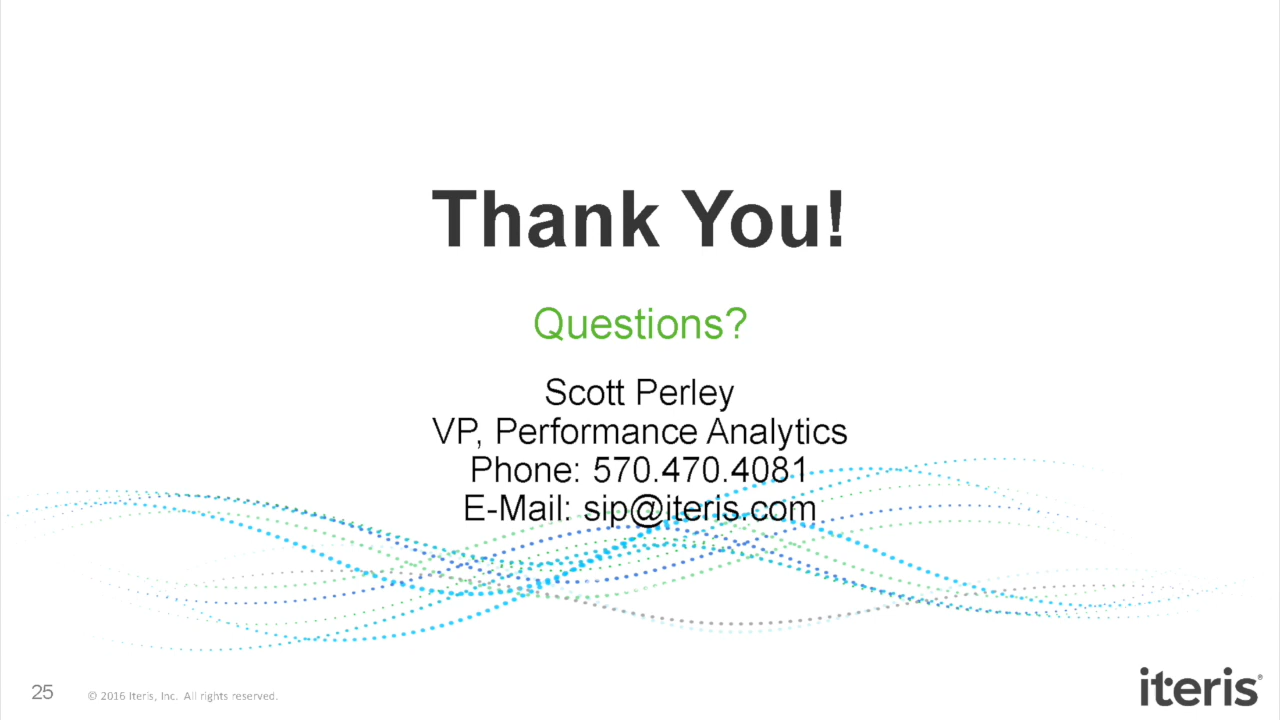 Thank You!
Questions?
Scott Perley
VP, Performance Analytics
Phone: 570.470.4081
E-Mail: sip@iteris.com
25
© 2016 Iteris, Inc. All rights reserved.
iteris®